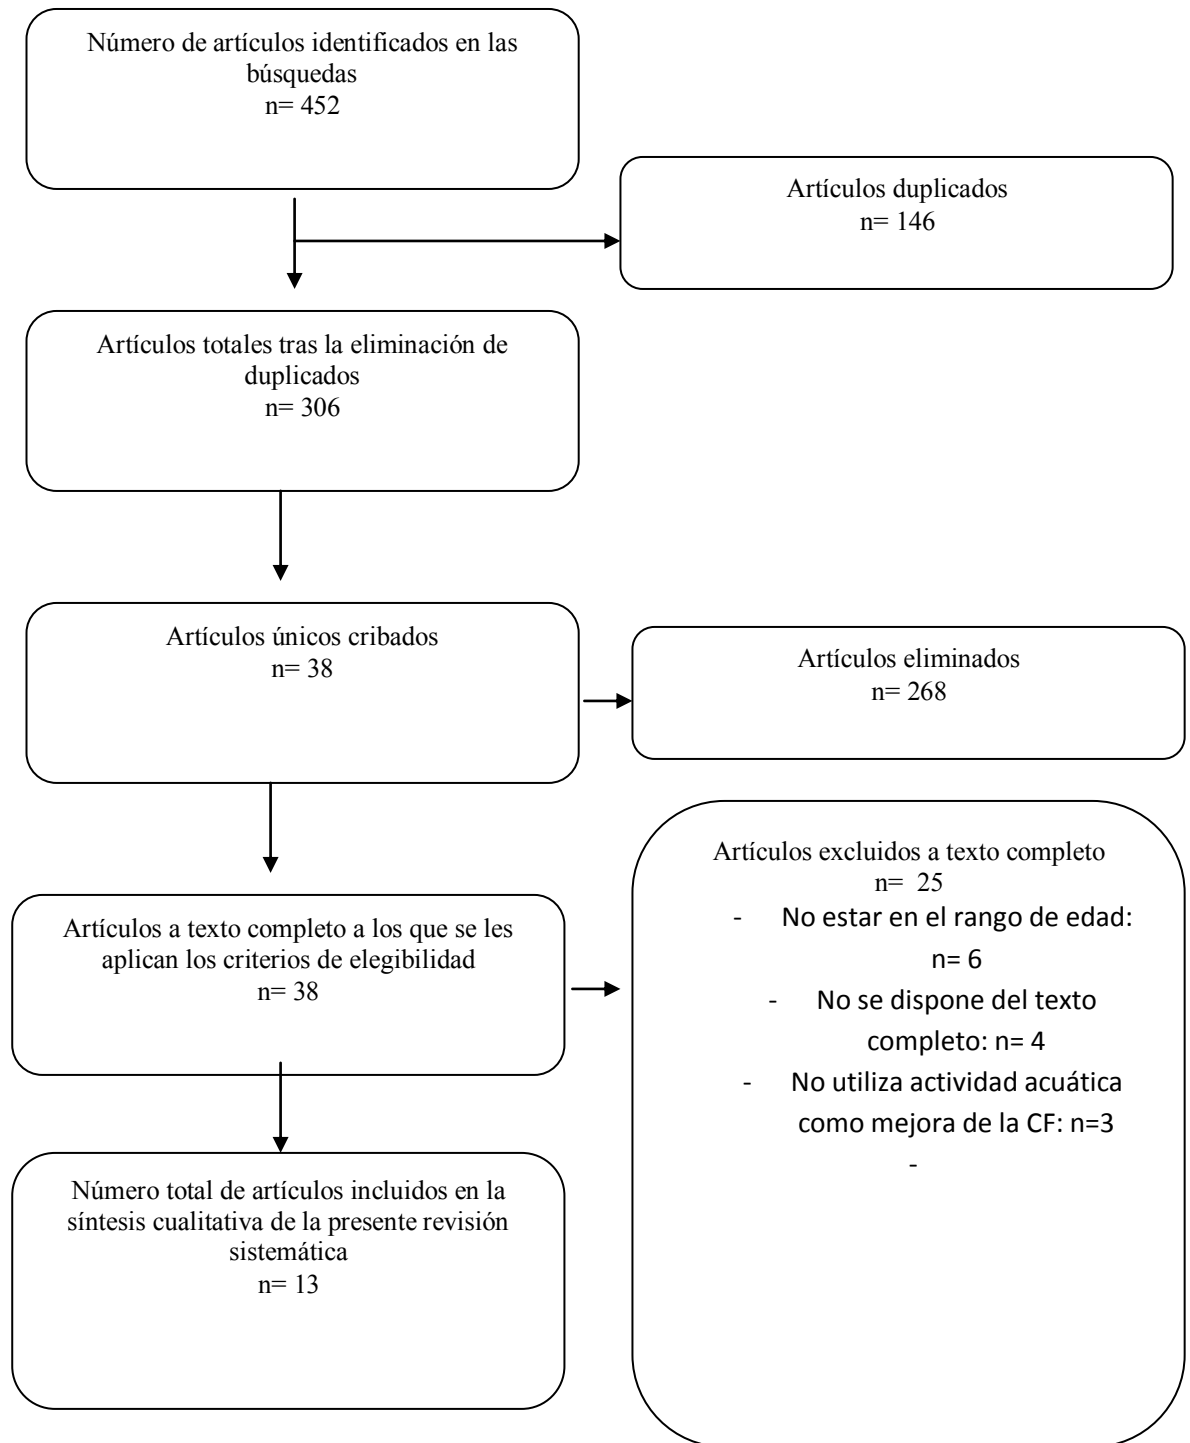 Número de artículos identificados en las
búsquedas
n= 452
Artículos duplicados
n= 146
Artículos totales tras la eliminación de
duplicados
n= 306
Artículos únicos cribados
n= 38
Artículos eliminados
n= 268
Artículos a texto completo a los que se les
aplican los criterios de elegibilidad
n= 38
Artículos excluidos a texto completo
n=  25
- No estar en el rango de edad:
n= 6
- No se dispone del texto
completo: n= 4
- No utiliza actividad acuática
como mejora de la CF: n=3
-
Número total de artículos incluidos en la
síntesis cualitativa de la presente revisión
sistemática
n= 13